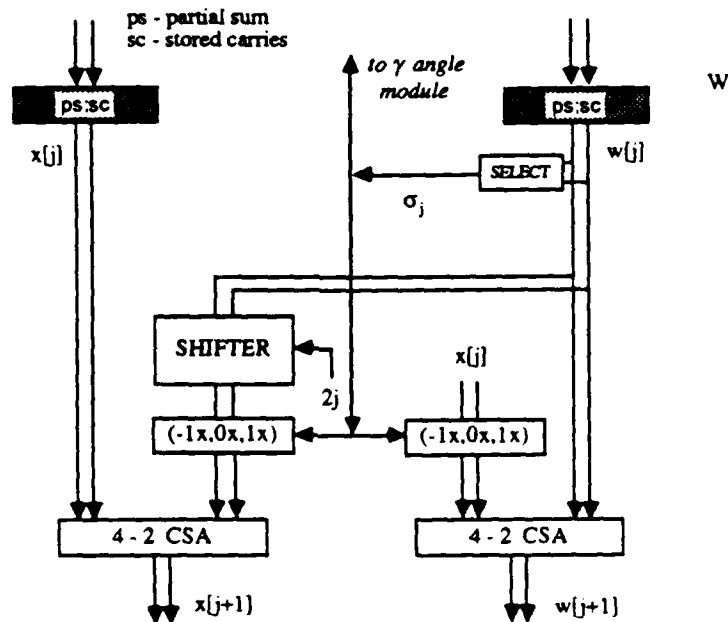 ps - partial sum
sc - stored carries
to γ angle
module
W
ps;sc
ps;sc
x[j]
w[j]
SELECT
σj
SHIFTER
x[j]
2j
(-1x,0x,1x)
(-1x,0x,1x)
4 - 2 CSA
4 - 2 CSA
x[j+1]
w[j+1]